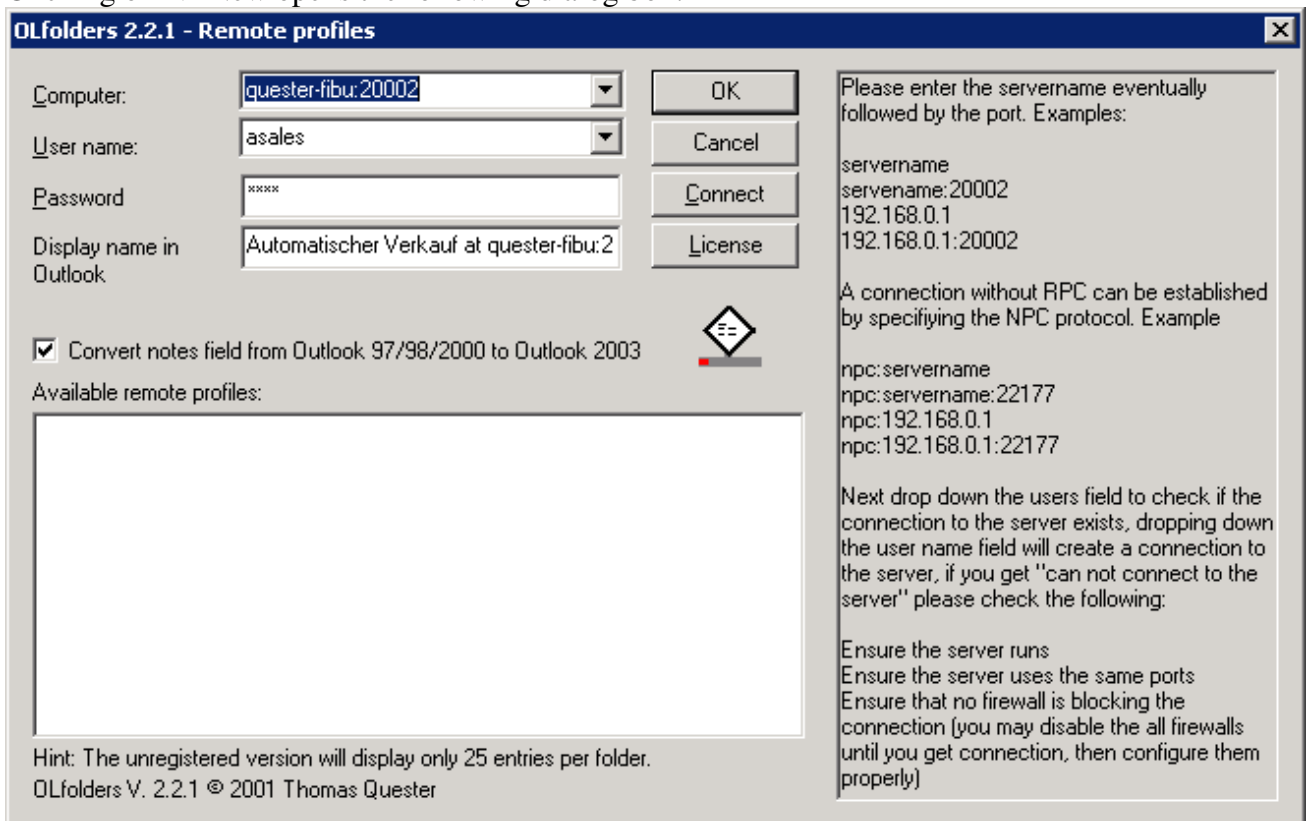 OLfolders 2.2.1 - Remote profiles
Computer:
quester-fibu:20002
OK
User name:
asales
Cancel
Password
****
Connect
Display name in
Outlook
Automatischer Verkauf at quester-fibu:2
License
Convert notes field from Outlook 97/98/2000 to Outlook 2003
Available remote profiles:
Hint: The unregistered version will display only 25 entries per folder.
OLfolders V. 2.2.1 © 2001 Thomas Quester
Please enter the servername eventually
followed by the port. Examples:
servername
servename:20002
192.168.0.1
192.168.0.1:20002
A connection without RPC can be established
by specifiying the NPC protocol. Example
npc:servername
npc:servername:22177
npc:192.168.0.1
npc:192.168.0.1:22177
Next drop down the users field to check if the
connection to the server exists, dropping down
the user name field will create a connection to
the server, if you get "can not connect to the
server" please check the following:
Ensure the server runs
Ensure the server uses the same ports
Ensure that no firewall is blocking the
connection (you may disable the all firewalls
until you get connection, then configure them
properly)